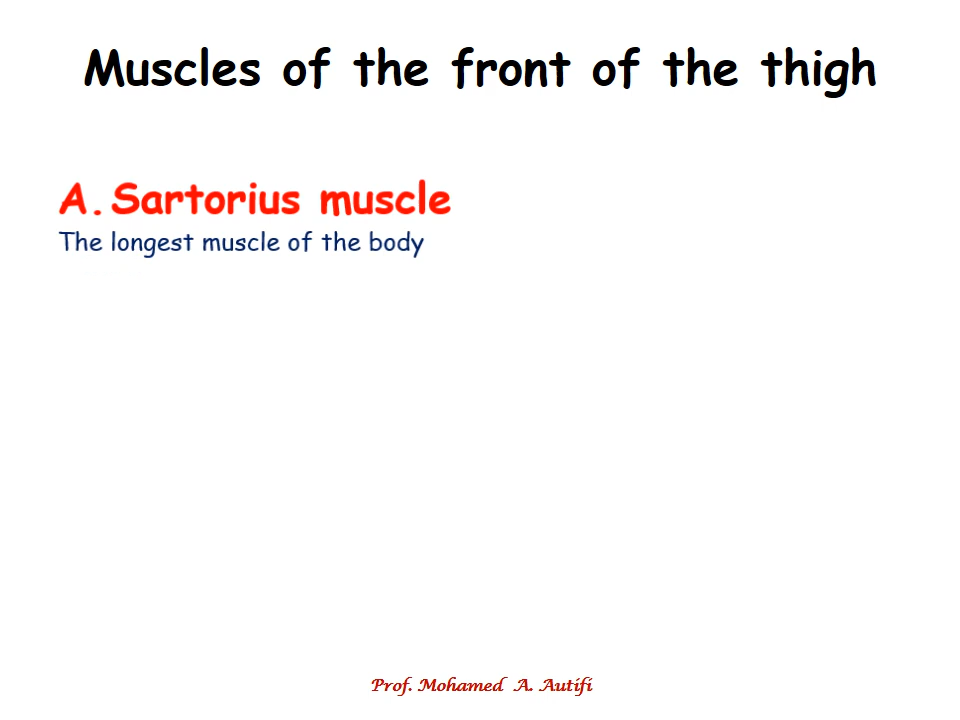 Muscles of the front of the thigh
A. Sartorius muscle
The longest muscle of the body
Prof. Mohamed A. Autifi